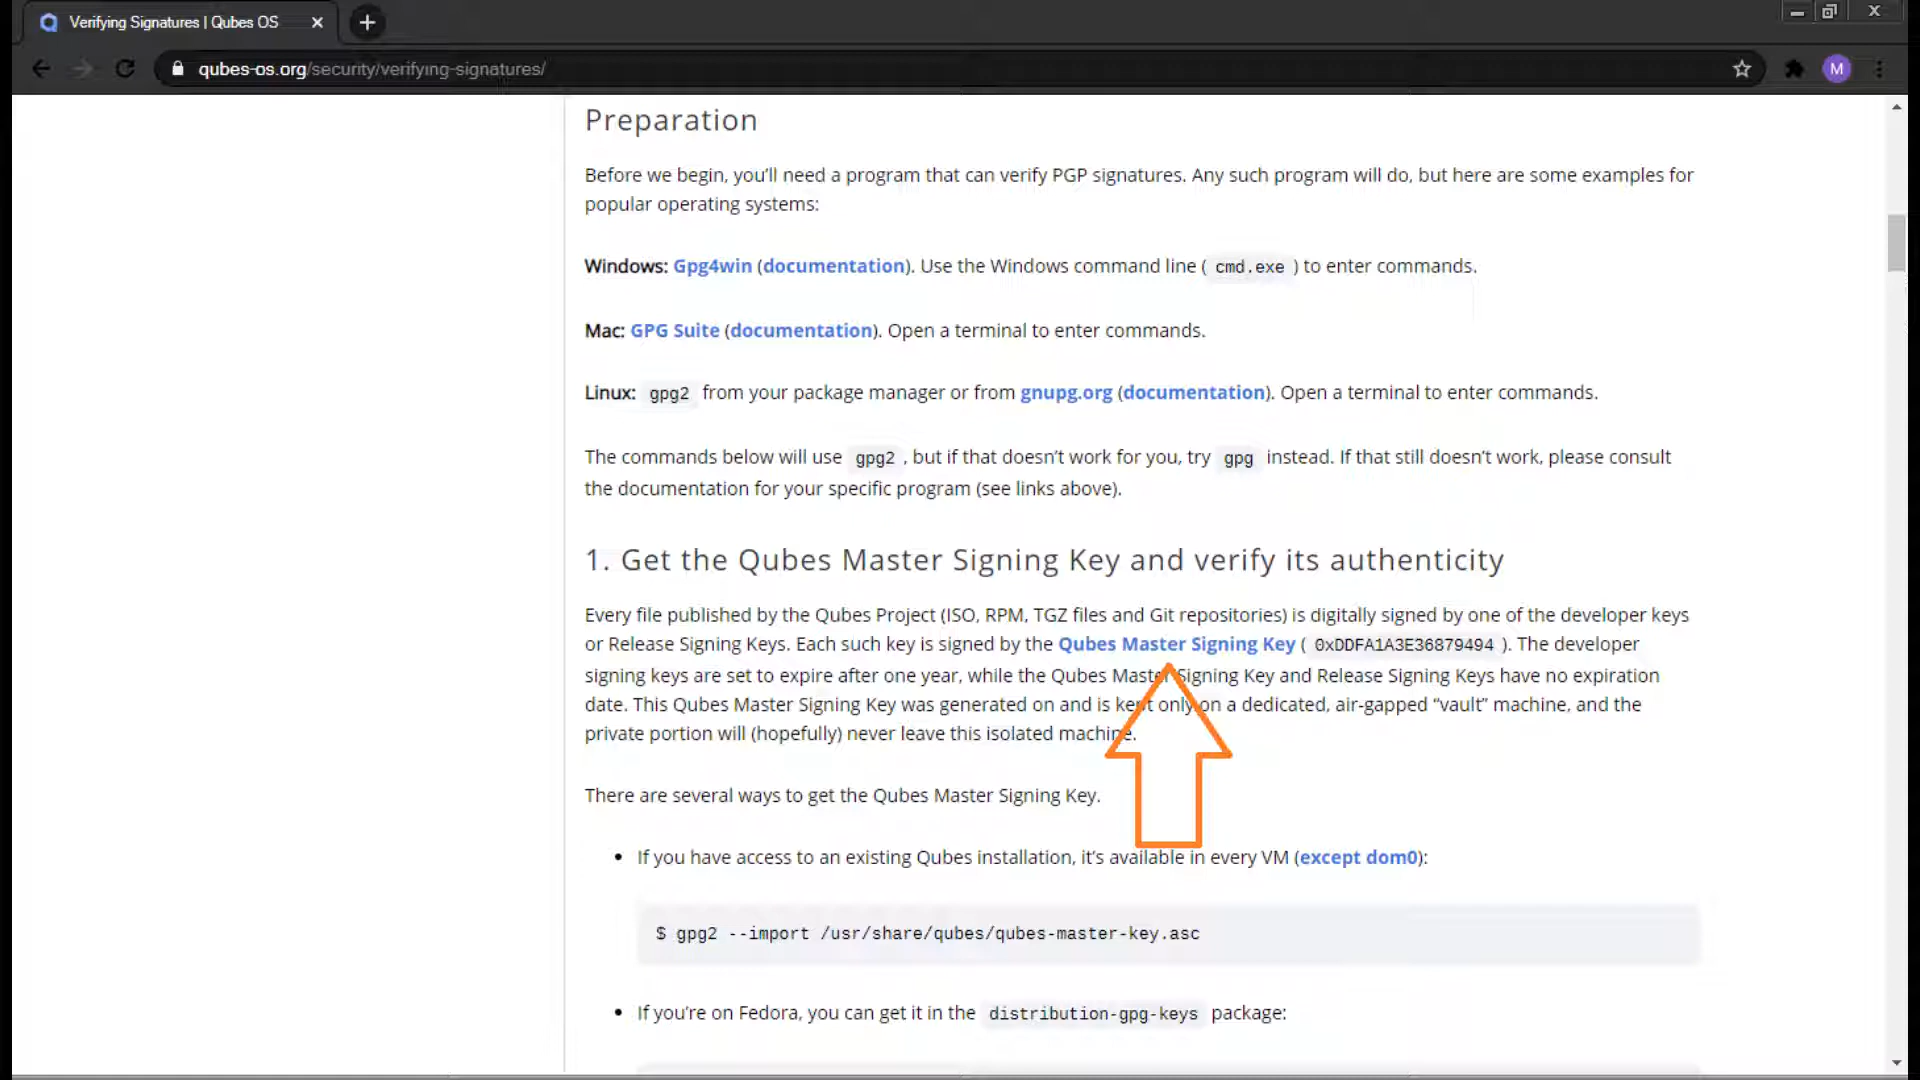 Verifying Signatures | Qubes OS
qubes-os.org/security/verifying-signatures/
M
Preparation
Before we begin, you’ll need a program that can verify PGP signatures. Any such program will do, but here are some examples for
popular operating systems:
Windows: Gpg4win (documentation). Use the Windows command line ( cmd.exe ) to enter commands.
Mac: GPG Suite (documentation). Open a terminal to enter commands.
Linux: gpg2 from your package manager or from gnupg.org (documentation). Open a terminal to enter commands.
The commands below will use gpg2 , but if that doesn’t work for you, try gpg instead. If that still doesn’t work, please consult
the documentation for your specific program (see links above).
1. Get the Qubes Master Signing Key and verify its authenticity
Every file published by the Qubes Project (ISO, RPM, TGZ files and Git repositories) is digitally signed by one of the developer keys
or Release Signing Keys. Each such key is signed by the Qubes Master Signing Key ( 0xDDFA1A3E36879494 ). The developer
signing keys are set to expire after one year, while the Qubes Master Signing Key and Release Signing Keys have no expiration
date. This Qubes Master Signing Key was generated on and is kept only on a dedicated, air-gapped “vault” machine, and the
private portion will (hopefully) never leave this isolated machine.
There are several ways to get the Qubes Master Signing Key.
• If you have access to an existing Qubes installation, it’s available in every VM (except dom0):
$ gpg2 --import /usr/share/qubes/qubes-master-key.asc
• If you’re on Fedora, you can get it in the distribution-gpg-keys package: